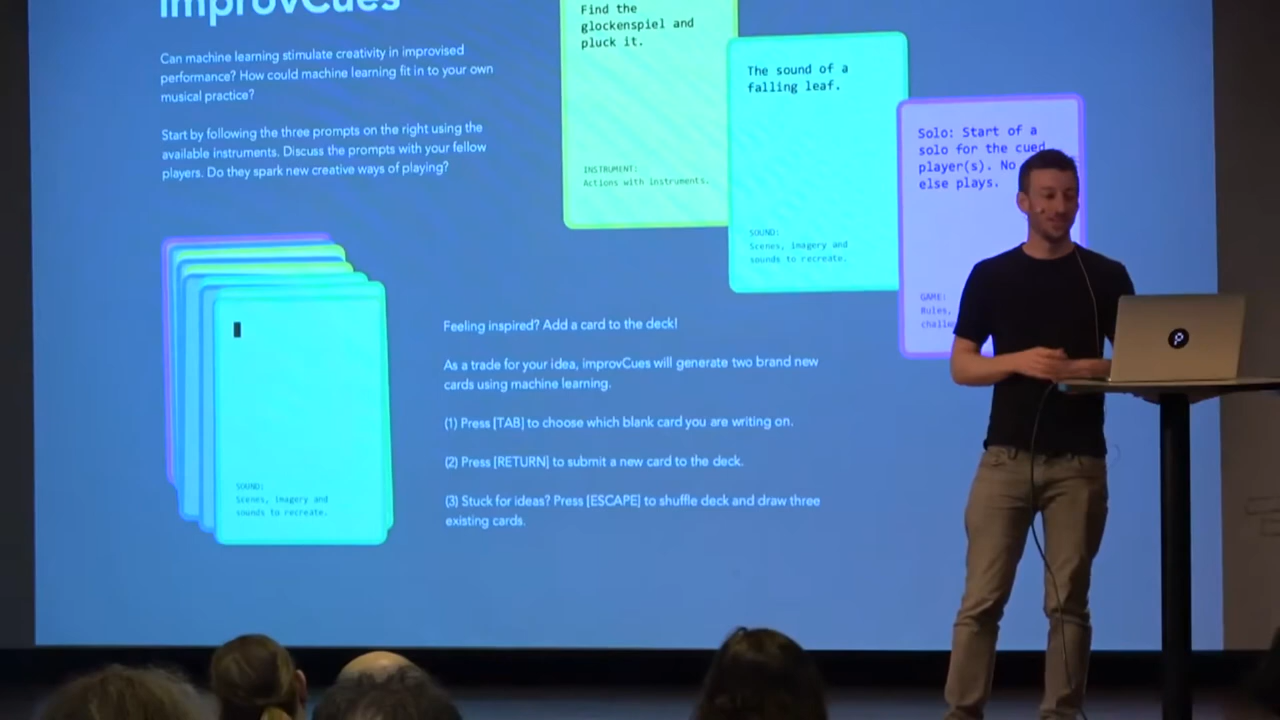 improvCues
Can machine learning stimulate creativity in improvised
performance? How could machine learning fit in to your own
musical practice?
Start by following the three prompts on the right using the
available instruments. Discuss the prompts with your fellow
players. Do they spark new creative ways of playing?
Find the
glockenspiel and
pluck it.
INSTRUMENT:
Actions with instruments.
The sound of a
falling leaf.
SOUND:
Scenes, imagery and
sounds to recreate.
Solo: Start of a
solo for the cued
player(s). No
else plays.
GAME:
Rules,
SOUND:
Scenes, imagery and
sounds to recreate.
Feeling inspired? Add a card to the deck!
As a trade for your idea, improvCues will generate two brand new
cards using machine learning.
(1) Press [TAB] to choose which blank card you are writing on.
(2) Press [RETURN] to submit a new card to the deck.
(3) Stuck for ideas? Press [ESCAPE] to shuffle deck and draw three
existing cards.